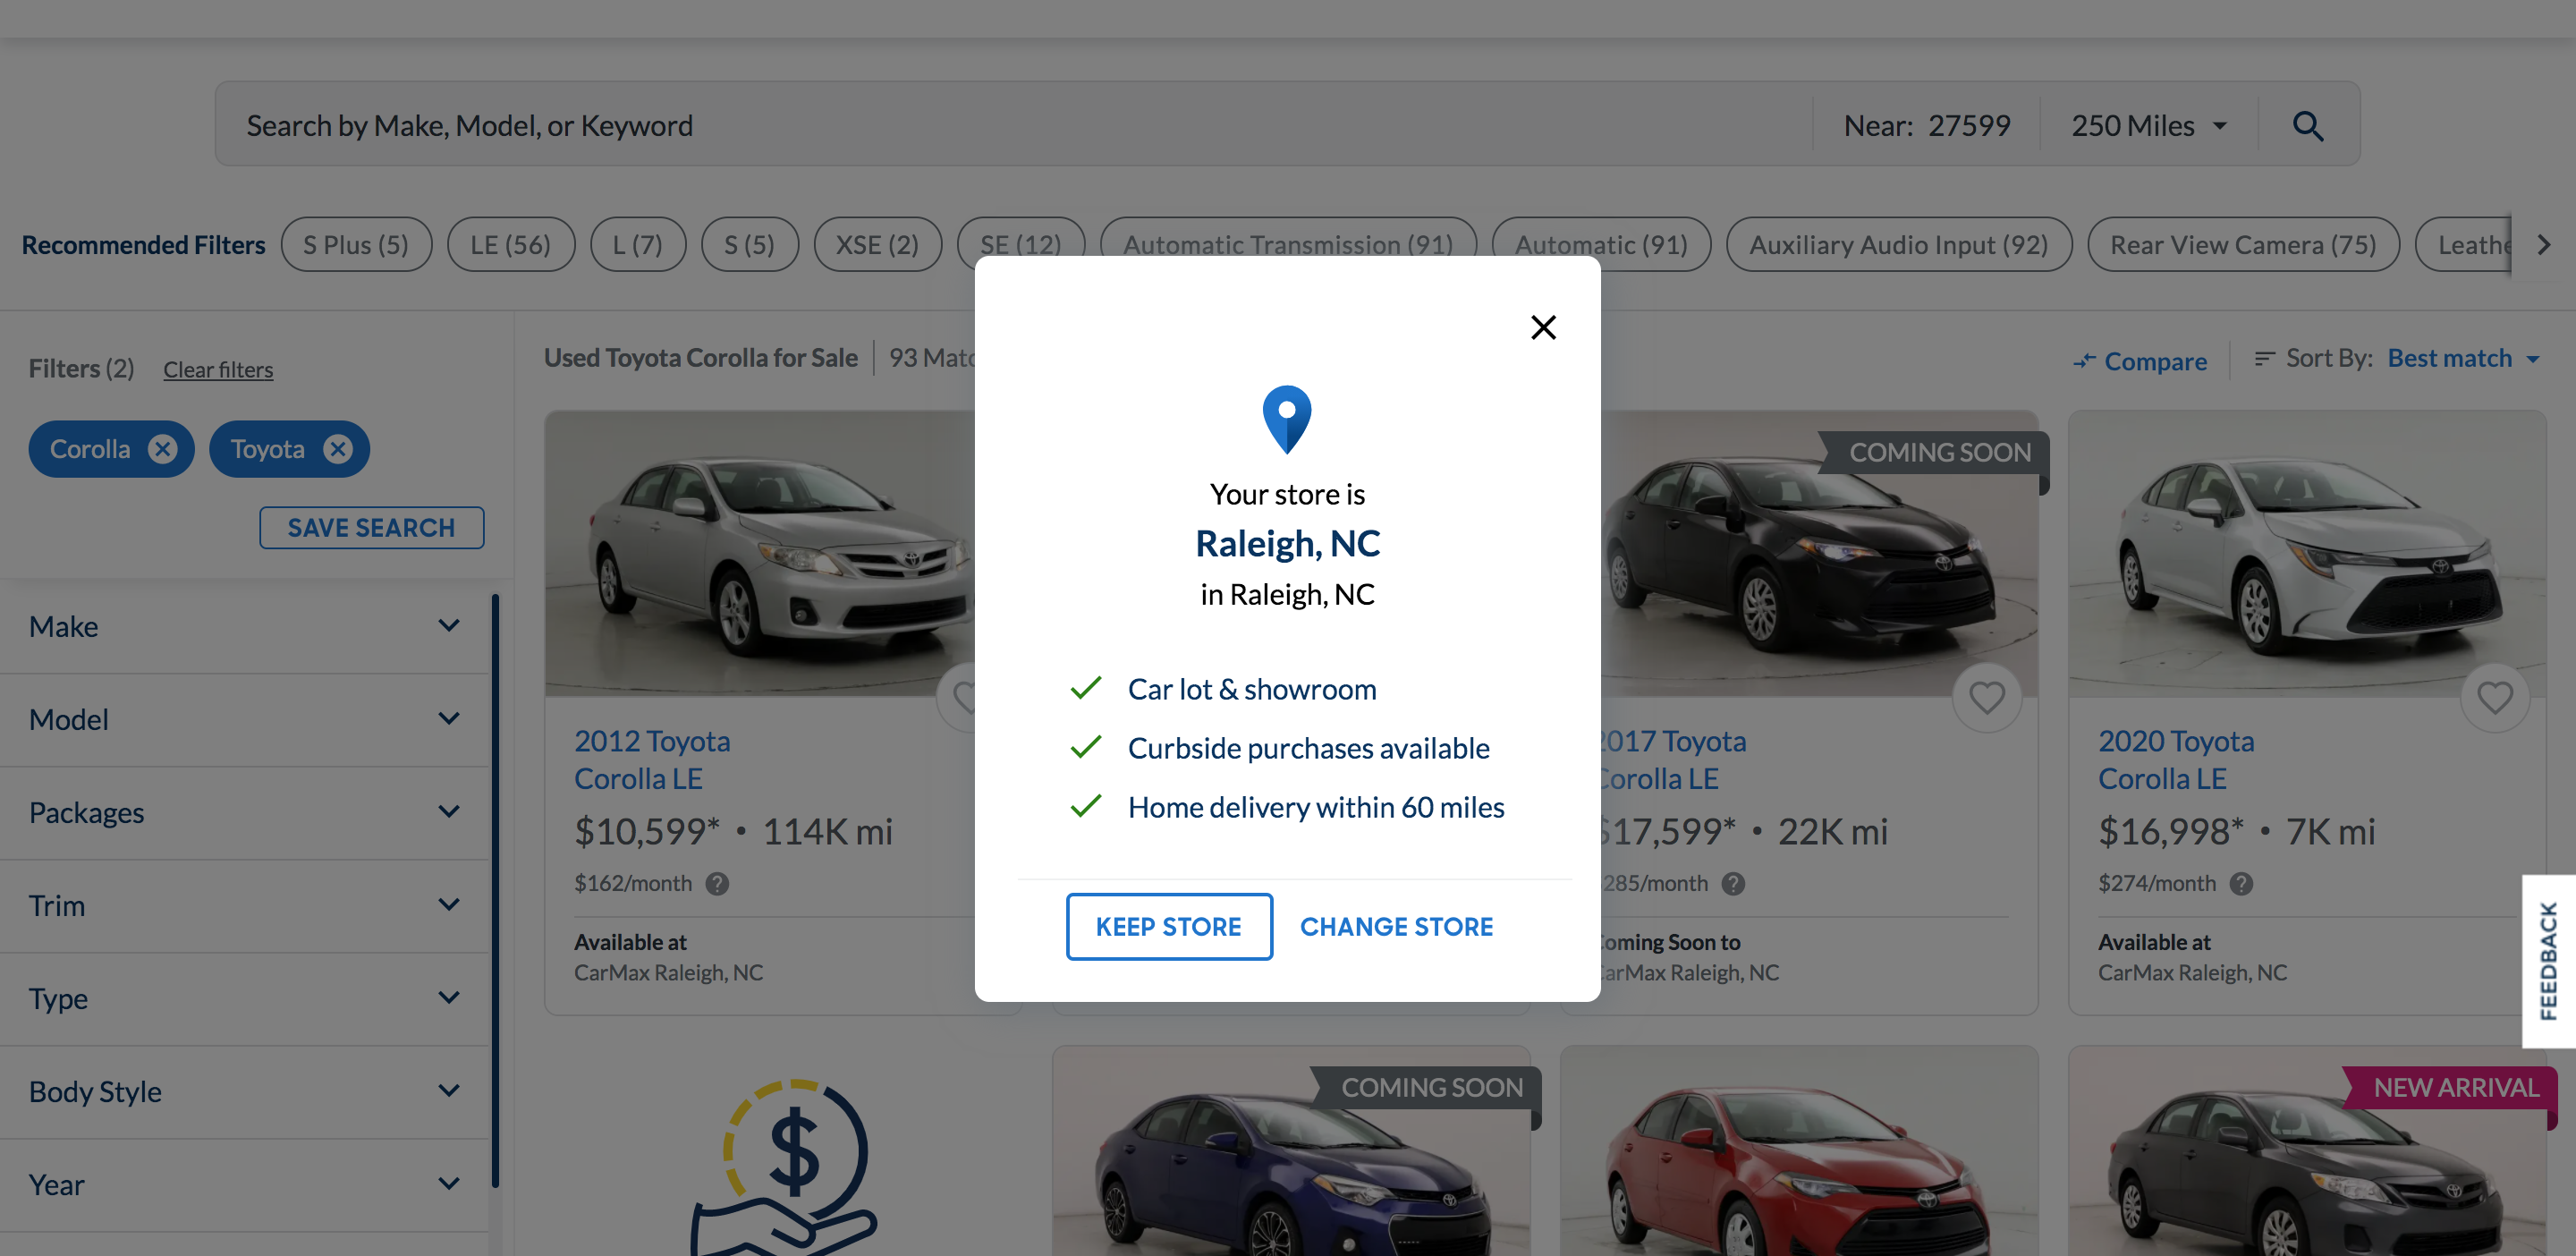 Search by Make, Model, or Keyword
Near: 27599
250 Miles
Recommended Filters
S Plus (5)
LE (56)
L (7)
S (5)
XSE (2)
SE (12)
Automatic Transmission (91)
Automatic (91)
Auxiliary Audio Input (92)
Rear View Camera (75)
Filters (2)
Clear filters
Corolla
Toyota
SAVE SEARCH
Make
Model
Packages
Trim
Type
Body Style
Year
Used Toyota Corolla for Sale
93
Compare
Sort By: Best match
2012 Toyota
Corolla LE
$10,599* • 114K mi
$162/month
Available at
CarMax Raleigh, NC
Your store is
Raleigh, NC
in Raleigh, NC
Car lot & showroom
Curbside purchases available
Home delivery within 60 miles
KEEP STORE
CHANGE STORE
COMING SOON
2017 Toyota
Corolla LE
$17,599* • 22K mi
285/month
Coming Soon to
CarMax Raleigh, NC
2020 Toyota
Corolla LE
$16,998* • 7K mi
$274/month
Available at
CarMax Raleigh, NC
FEEDBACK
$
COMING SOON
NEW ARRIVAL